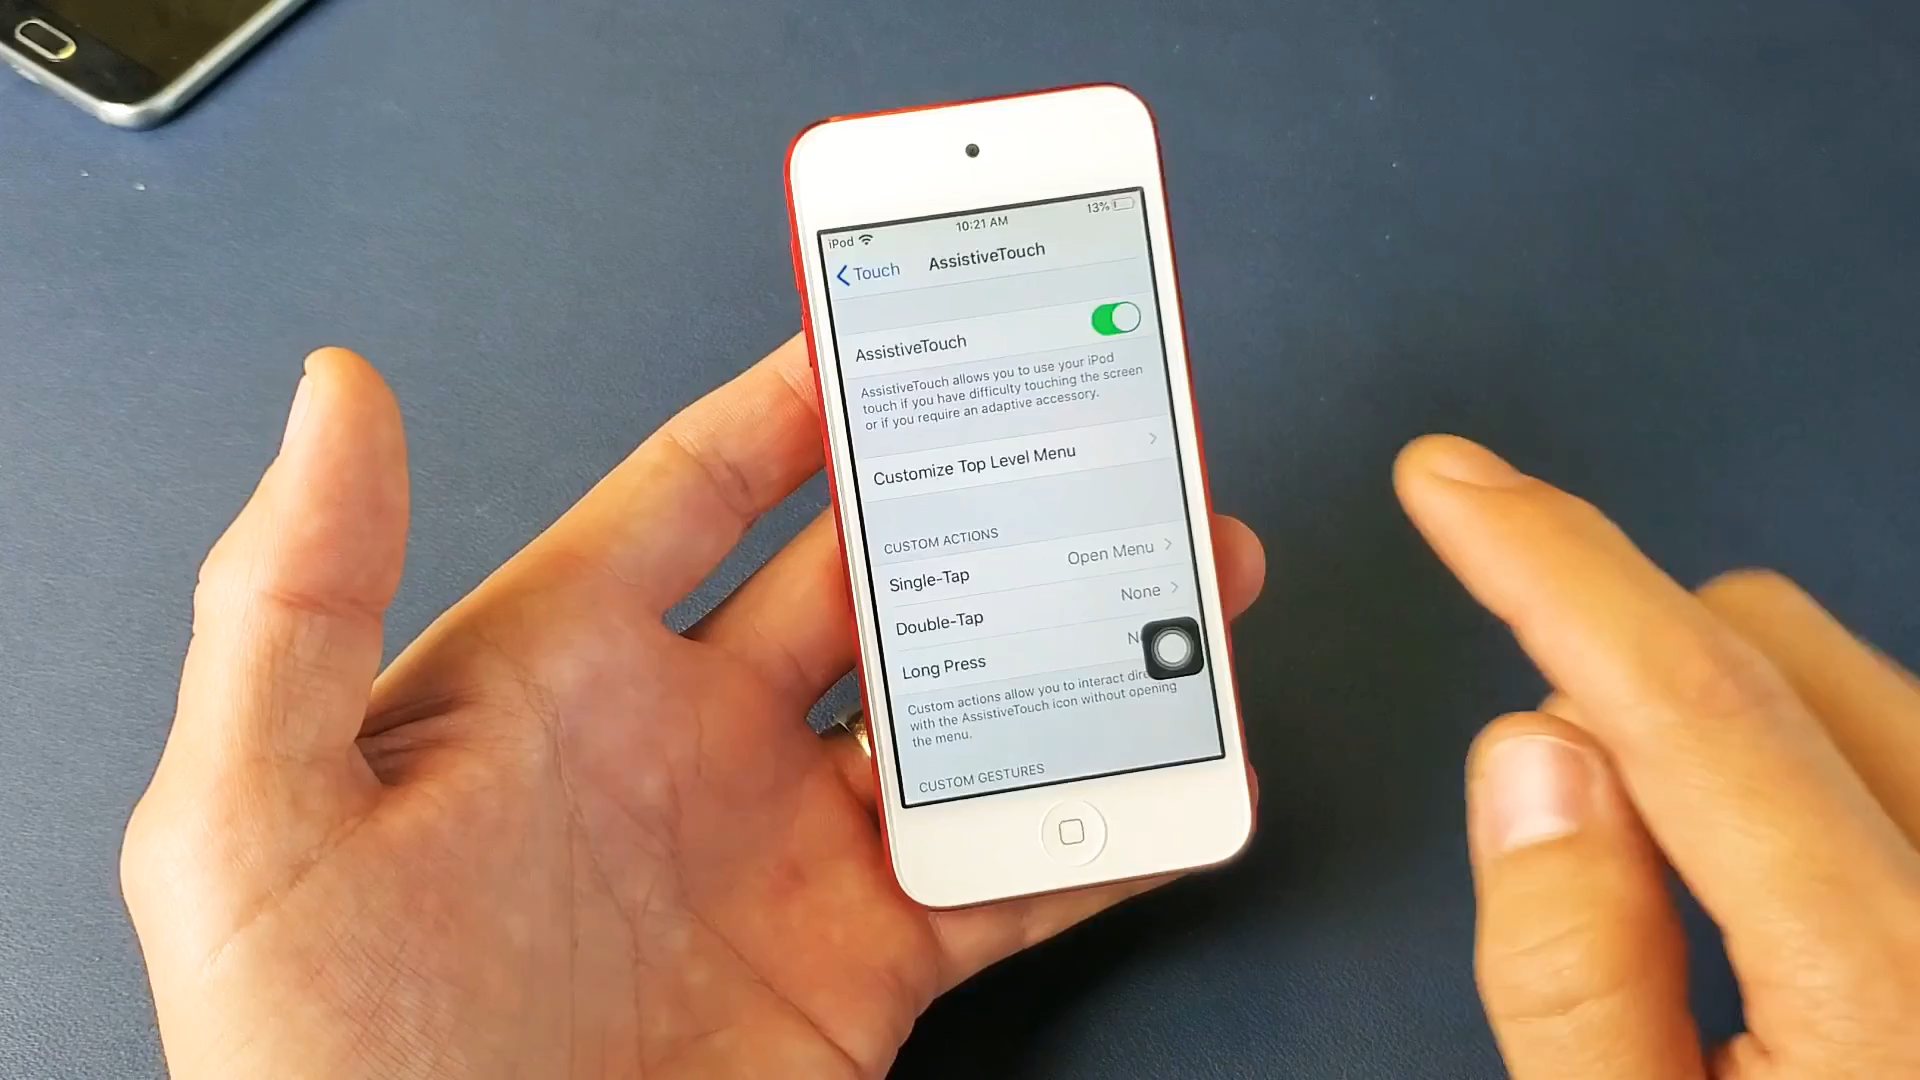 iPod
10:21 AM
13%
Touch
AssistiveTouch
AssistiveTouch
AssistiveTouch allows you to use your iPod
touch if you have difficulty touching the screen
or if you require an adaptive accessory.
Customize Top Level Menu
CUSTOM ACTIONS
Single-Tap Open Menu
Double-Tap None
Long Press N
Custom actions allow you to interact dire
with the AssistiveTouch icon without opening
the menu.
CUSTOM GESTURES